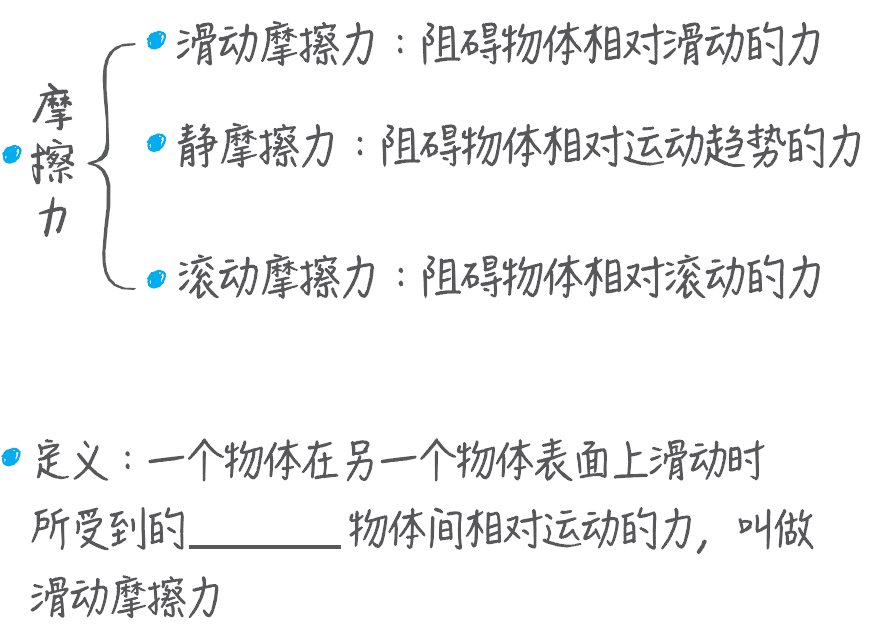 滑动摩擦力：阻碍物体相对滑动的力
摩擦力
静摩擦力：阻碍物体相对运动趋势的力
滚动摩擦力：阻碍物体相对滚动的力
定义：一个物体在另一个物体表面上滑动时
所受到的________物体间相对运动的力，叫做
滑动摩擦力